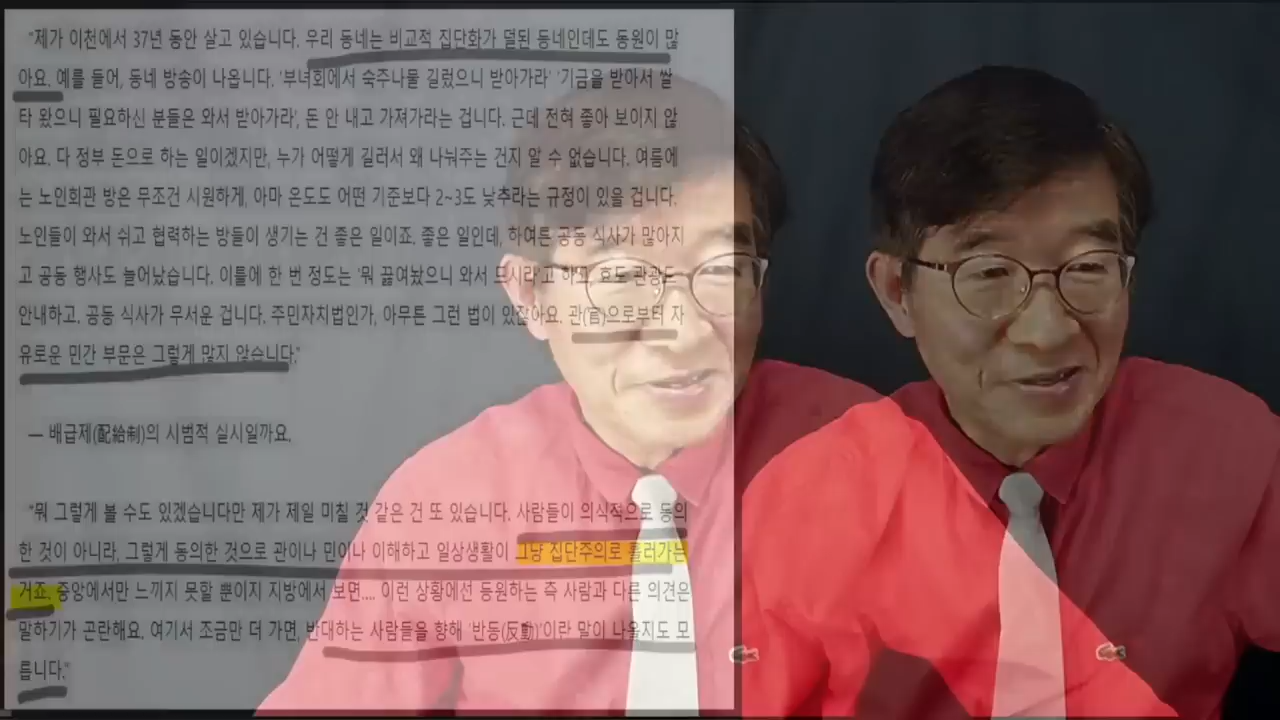 "제가 이천에서 37년 동안 살고 있습니다. 우리 동네는 비교적 집단화가 덜된 동네인데도 동원이 많
아요. 예를 들어, 동네 방송이 나옵니다. '부녀회에서 숙주나물 길렀으니 받아가라' '기금을 받아서 쌀
타 왔으니 필요하신 분들은 와서 받아가라', 돈 안 내고 가져가라는 겁니다. 근데 전혀 좋아 보이지 않
아요. 다 정부 돈으로 하는 일이겠지만, 누가 어떻게 길러서 왜 나눠주는 건지 알 수 없습니다. 여름에
는 노인회관 방은 무조건 시원하게, 아마 온도도 어떤 기준보다 2~3도 낮추라는 규정이 있을 겁니다.
노인들이 와서 쉬고 협력하는 방들이 생기는 건 좋은 일이죠. 좋은 일인데, 하여튼 공동 식사가 많아지
고 공동 행사도 늘어났습니다. 이틀에 한 번 정도는 '뭐 끓여놨으니 와서 드시라'고 하고 효도 관광도
안내하고. 공동 식사가 무서운 겁니다. 주민자치법인가, 아무튼 그런 법이 있잖아요. 관(官)으로부터 자
유로운 민간 부문은 그렇게 많지 않습니다."
― 배급제(配給制)의 시범적 실시일까요.
"뭐 그렇게 볼 수도 있겠습니다만 제가 제일 미칠 것 같은 건 또 있습니다. 사람들이 의식적으로 동의
한 것이 아니라, 그렇게 동의한 것으로 관이나 민이나 이해하고 일상생활이 그냥 집단주의로 흘러가는
거죠. 중앙에서만 느끼지 못할 뿐이지 지방에서 보면.... 이런 상황에선 등원하는 즉 사람과 다른 의견은
말하기가 곤란해요. 여기서 조금만 더 가면, 반대하는 사람들을 향해 '반동(反動)'이란 말이 나올지도 모
릅니다."